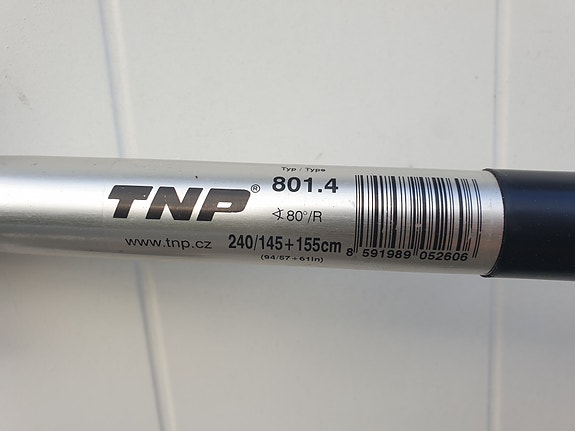 Typ / Type
TNP® 801.4
∢ 80°/R
www.tnp.cz 240/145+155cm
(94/57+61in)
8 591989 052606